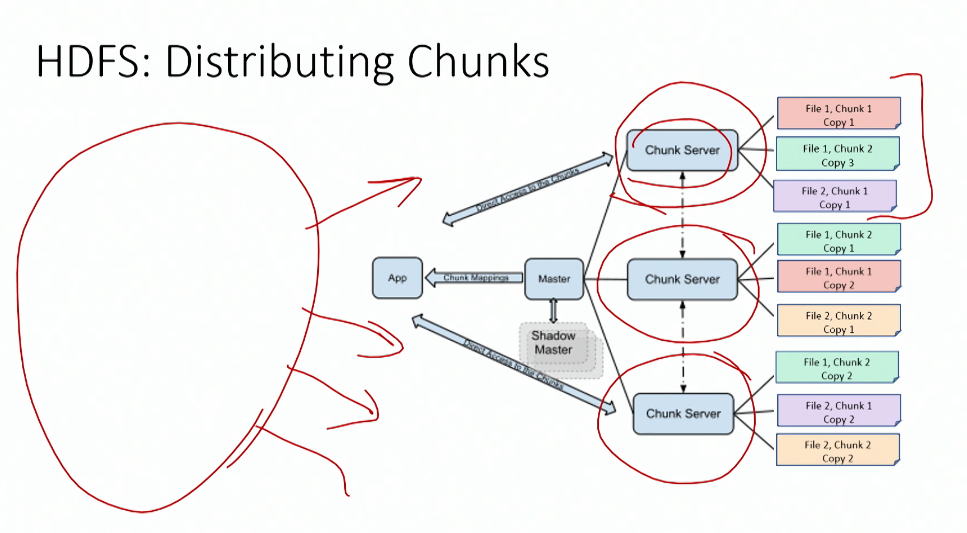 HDFS: Distributing Chunks
File 1, Chunk 1
Copy 1
Chunk Server
File 1, Chunk 2
Copy 3
Direct Access to the Chunks
File 2, Chunk 1
Copy 1
File 1, Chunk 2
Copy 1
App
Chunk Mappings
Master
Chunk Server
File 1, Chunk 1
Copy 2
File 2, Chunk 2
Copy 1
Shadow
Master
Direct Access to the Chunks
File 1, Chunk 2
Copy 2
Chunk Server
File 2, Chunk 1
Copy 2
File 2, Chunk 2
Copy 2